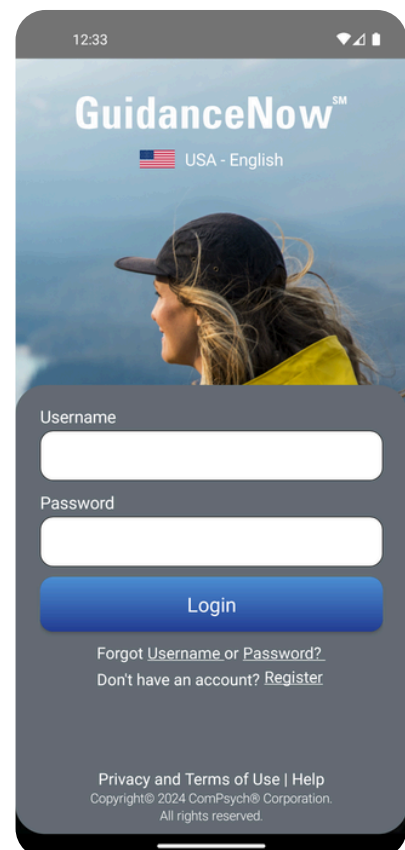 12:33
GuidanceNow℠
USA - English
Username
Password
Login
Forgot Username or Password?
Don't have an account? Register
Privacy and Terms of Use | Help
Copyright© 2024 ComPsych® Corporation.
All rights reserved.